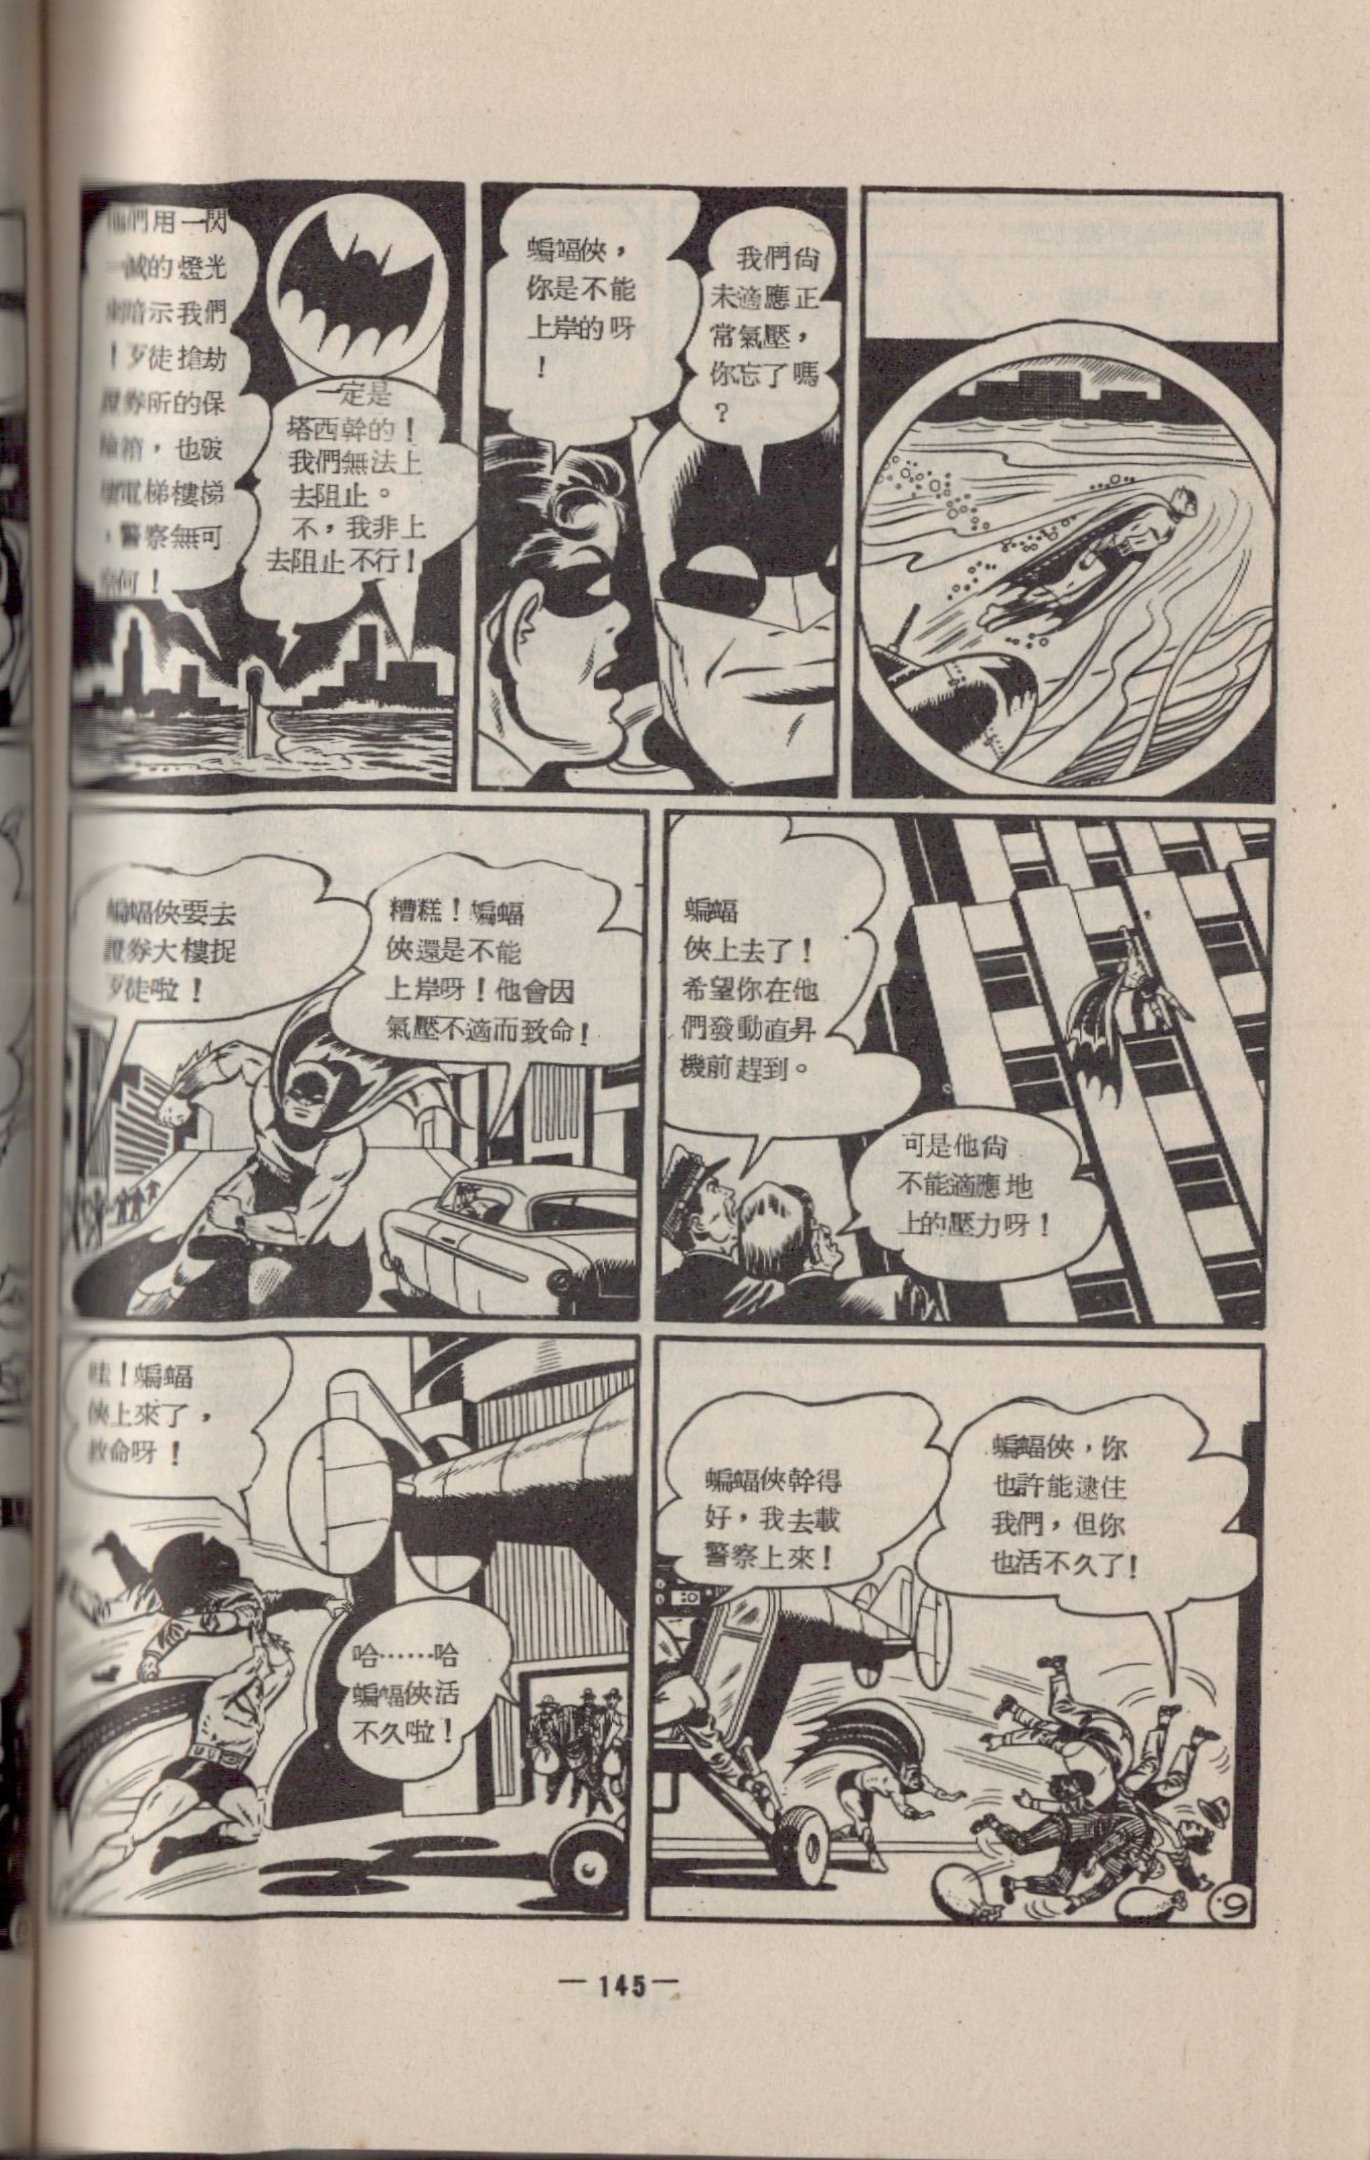 他們用一閃
一滅的燈光
來暗示我們
！歹徒搶劫
證券所的保
險箱，也破
壞電梯樓梯
，警察無可
奈何！
一定是
塔西幹的！
我們無法上
去阻止。
不，我非上
去阻止不行！
蝙蝠俠，
你是不能
上岸的呀
！
我們尙
未適應正
常氣壓，
你忘了嗎
？
蝙蝠俠要去
證券大樓捉
歹徒啦！
糟糕！蝙蝠
俠還是不能
上岸呀！他會因
氣壓不適而致命！
蝙蝠
俠上去了！
希望你在他
們發動直昇
機前趕到。
可是他尙
不能適應地
上的壓力呀！
哇！蝙蝠
俠上來了，
救命呀！
哈……哈
蝙蝠俠活
不久啦！
蝙蝠俠幹得
好，我去載
警察上來！
蝙蝠俠，你
也許能逮住
我們，但你
也活不久了！
9
—145—